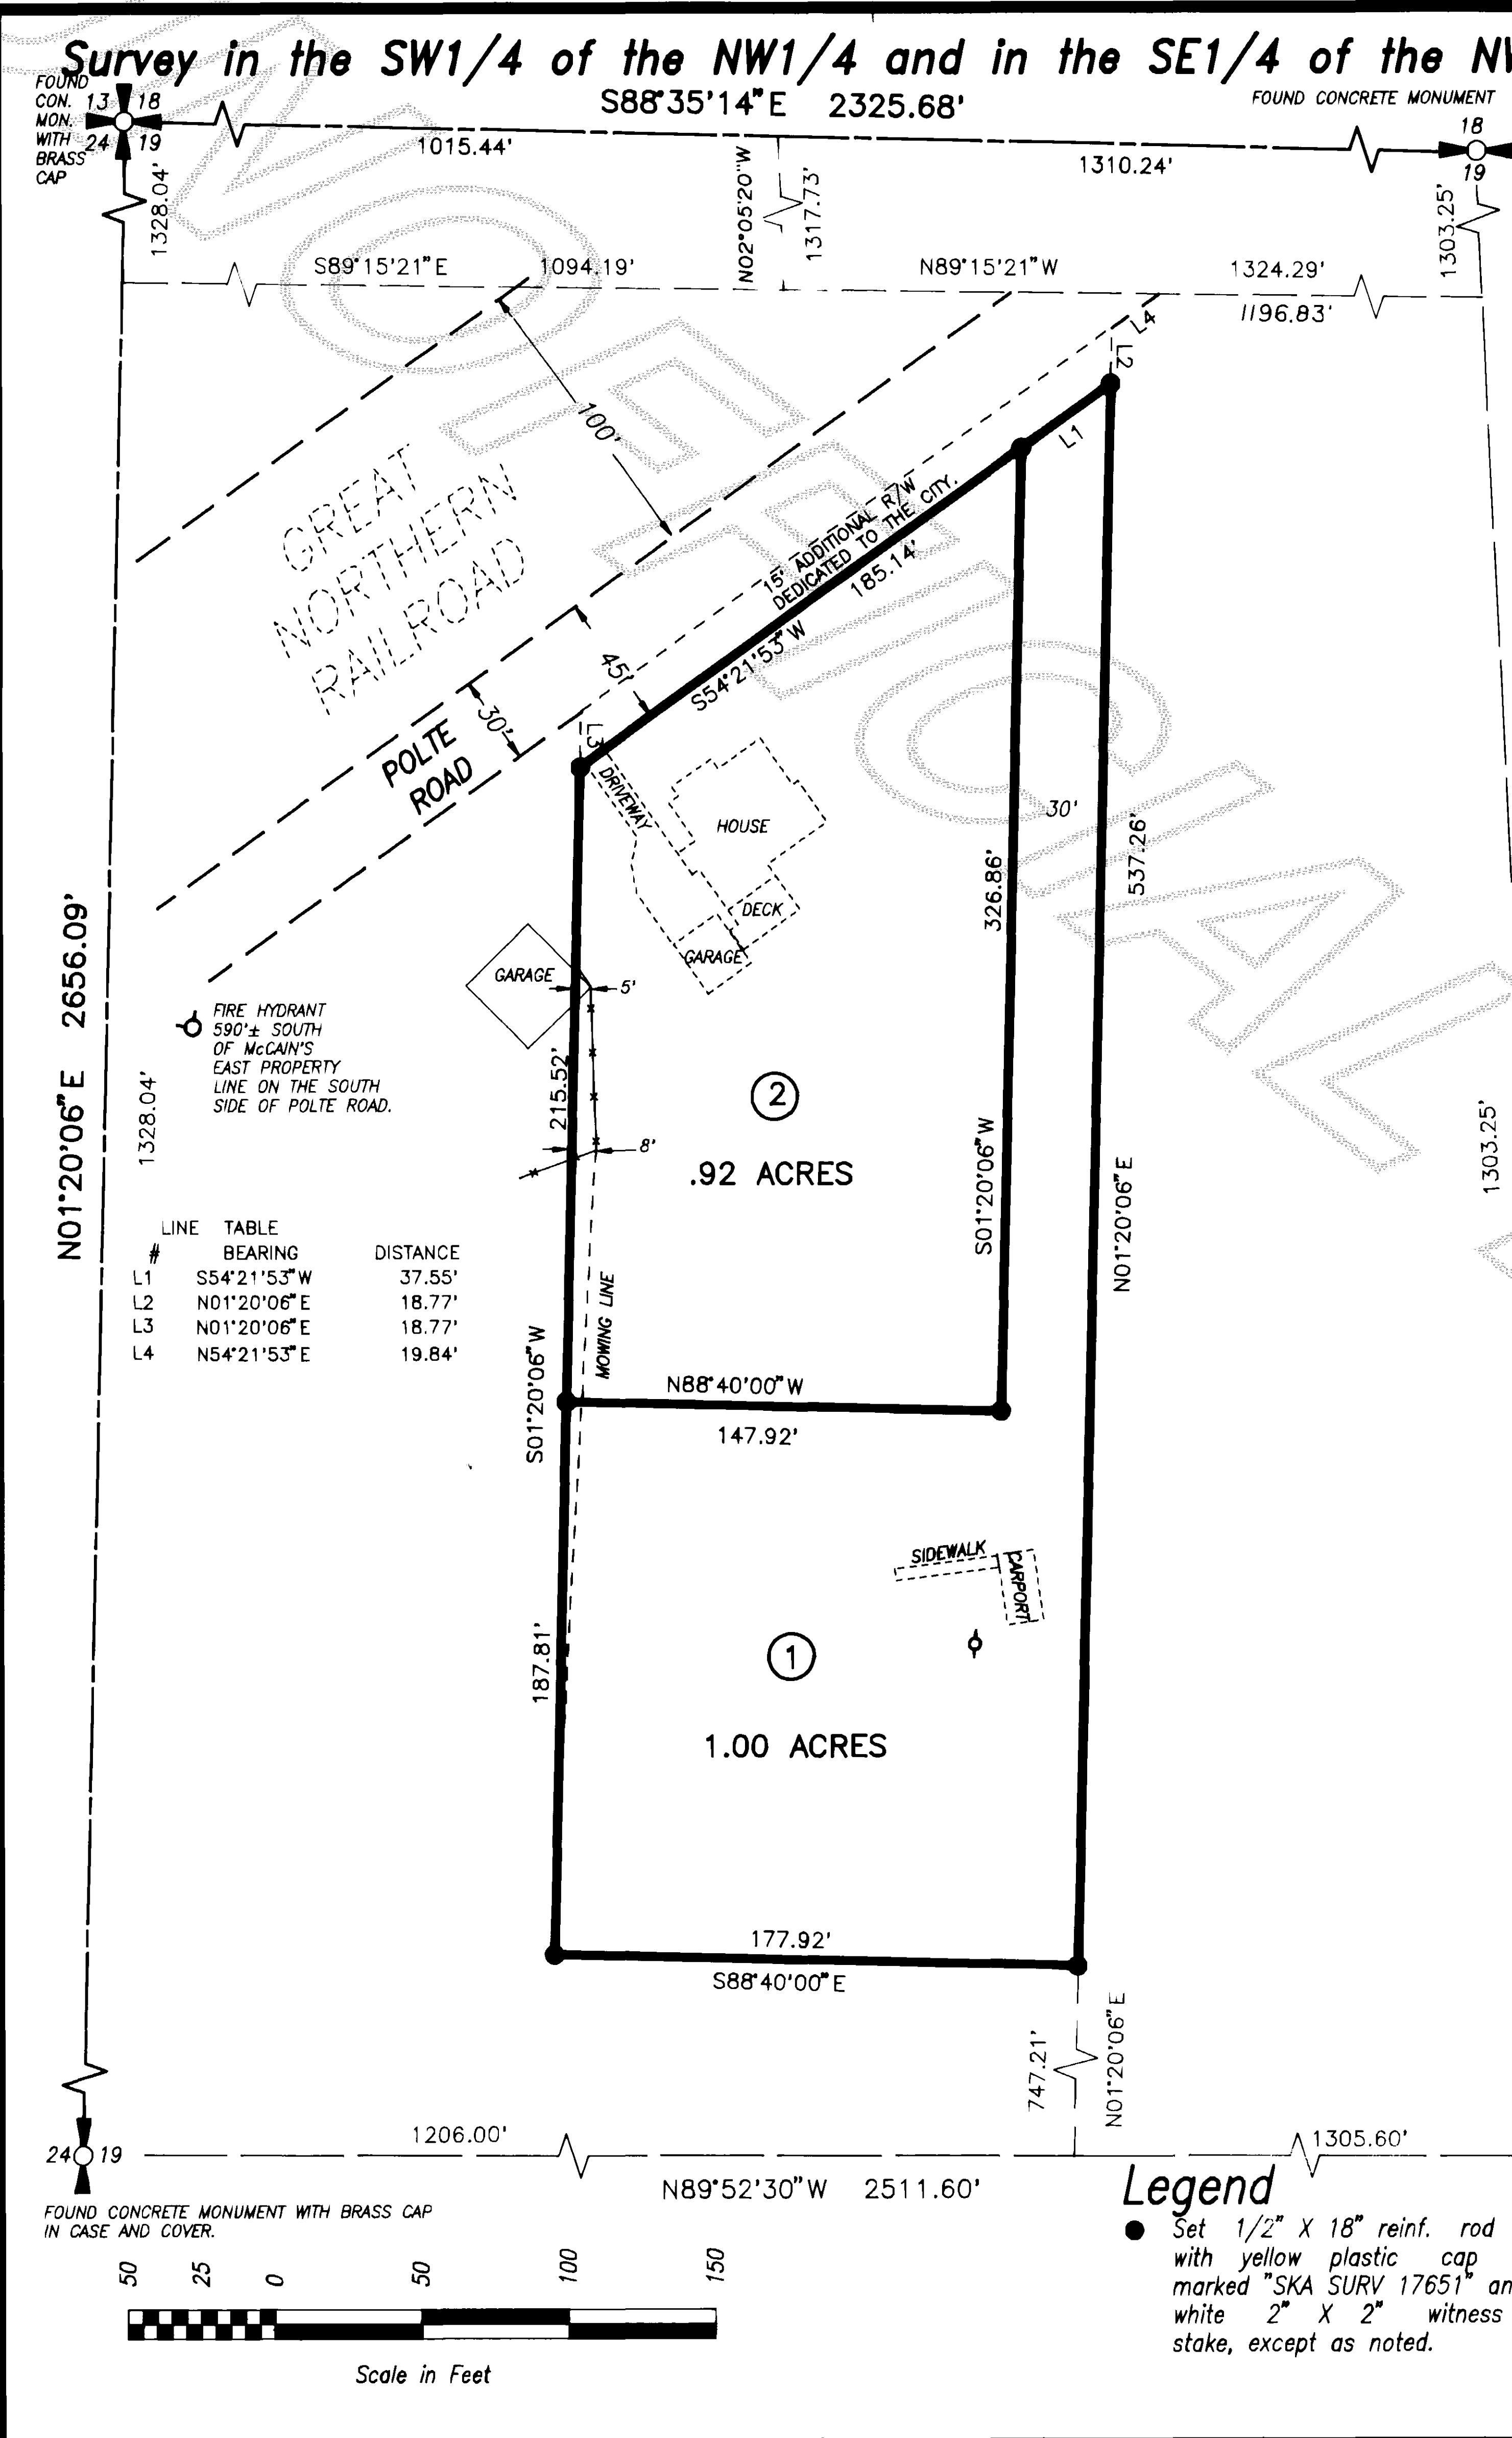 Survey in the SW1/4 of the NW1/4 and in the SE1/4 of the NW
FOUND
CON.
MON.
WITH
BRASS
CAP
13 18
24 19
S88°35'14"E 2325.68'
FOUND CONCRETE MONUMENT
18
19
1015.44'
1310.24'
1328.04'
N02°05'20"W
1317.73'
1303.25'
S89°15'21"E 1094.19'
N89°15'21"W 1324.29'
1196.83'
L4
L2
L1
100'
GREAT
NORTHERN
RAILROAD
15' ADDITIONAL R/W
DEDICATED TO THE CITY.
185.14'
S54°21'53"W
45'
30'
POLTE
ROAD
L3
DRIVEWAY
HOUSE
DECK
GARAGE
GARAGE
5'
30'
326.86'
537.26'
N01°20'06"E 2656.09'
FIRE HYDRANT
590'± SOUTH
OF McCAIN'S
EAST PROPERTY
LINE ON THE SOUTH
SIDE OF POLTE ROAD.
1328.04'
215.52'
8'
2
.92 ACRES
S01°20'06"W
N01°20'06"E
1303.25'
LINE TABLE
# BEARING DISTANCE
L1 S54°21'53"W 37.55'
L2 N01°20'06"E 18.77'
L3 N01°20'06"E 18.77'
L4 N54°21'53"E 19.84'
MOWING LINE
S01°20'06"W
N88°40'00"W
147.92'
SIDEWALK
CARPORT
187.81'
1
1.00 ACRES
177.92'
S88°40'00"E
747.21'
N01°20'06"E
24 19
1206.00'
1305.60'
N89°52'30"W 2511.60'
FOUND CONCRETE MONUMENT WITH BRASS CAP
IN CASE AND COVER.
50 25 0 50 100 150
Scale in Feet
Legend
Set 1/2" X 18" reinf. rod
with yellow plastic cap
marked "SKA SURV 17651" an
white 2" X 2" witness
stake, except as noted.
UNOFFICIAL